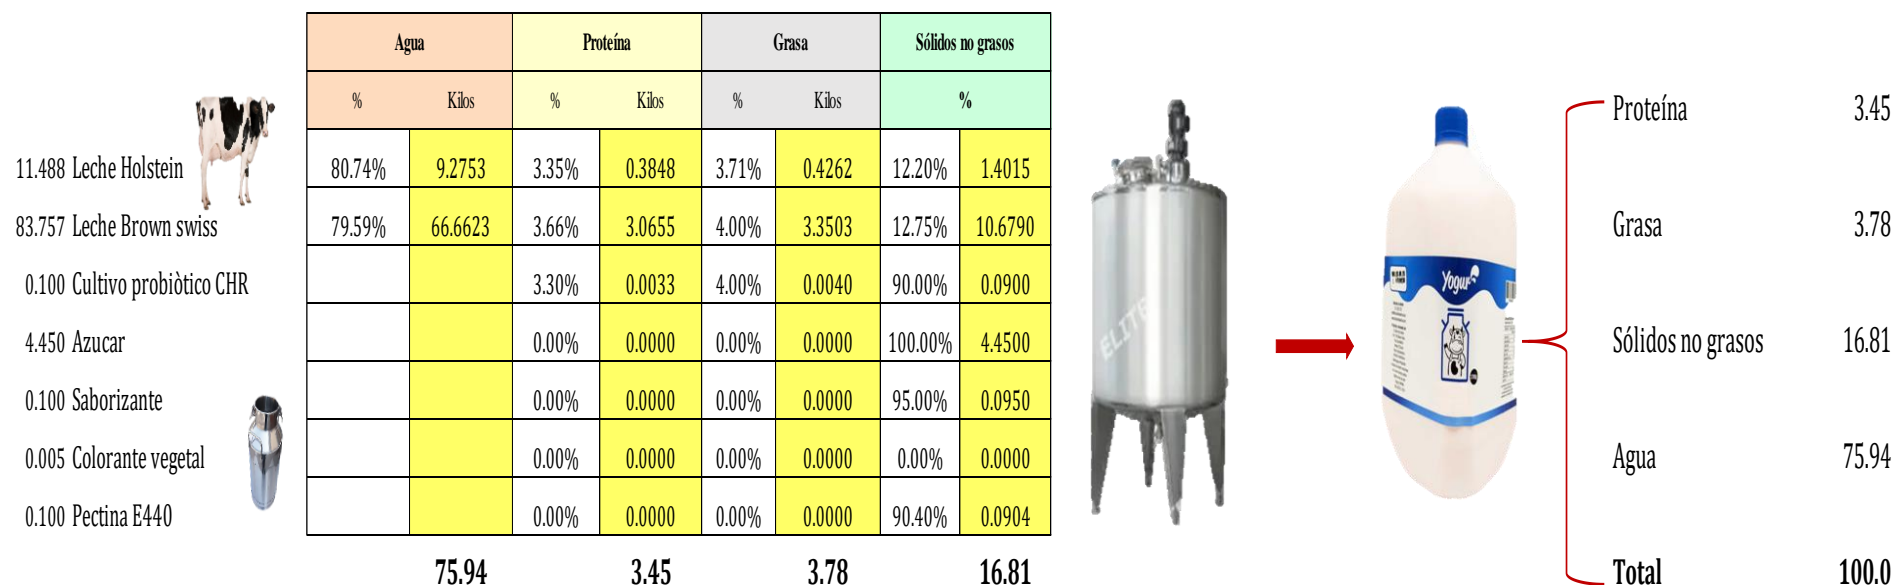 Agua Proteína Grasa Sólidos no grasos
% Kilos % Kilos % Kilos %
11.488 Leche Holstein 80.74% 9.2753 3.35% 0.3848 3.71% 0.4262 12.20% 1.4015
83.757 Leche Brown swiss 79.59% 66.6623 3.66% 3.0655 4.00% 3.3503 12.75% 10.6790
0.100 Cultivo probiòtico CHR 3.30% 0.0033 4.00% 0.0040 90.00% 0.0900
4.450 Azucar 0.00% 0.0000 0.00% 0.0000 100.00% 4.4500
0.100 Saborizante 0.00% 0.0000 0.00% 0.0000 95.00% 0.0950
0.005 Colorante vegetal 0.00% 0.0000 0.00% 0.0000 0.00% 0.0000
0.100 Pectina E440 0.00% 0.0000 0.00% 0.0000 90.40% 0.0904
75.94 3.45 3.78 16.81
ELITE
Yogur
Proteína 3.45
Grasa 3.78
Sólidos no grasos 16.81
Agua 75.94
Total 100.0